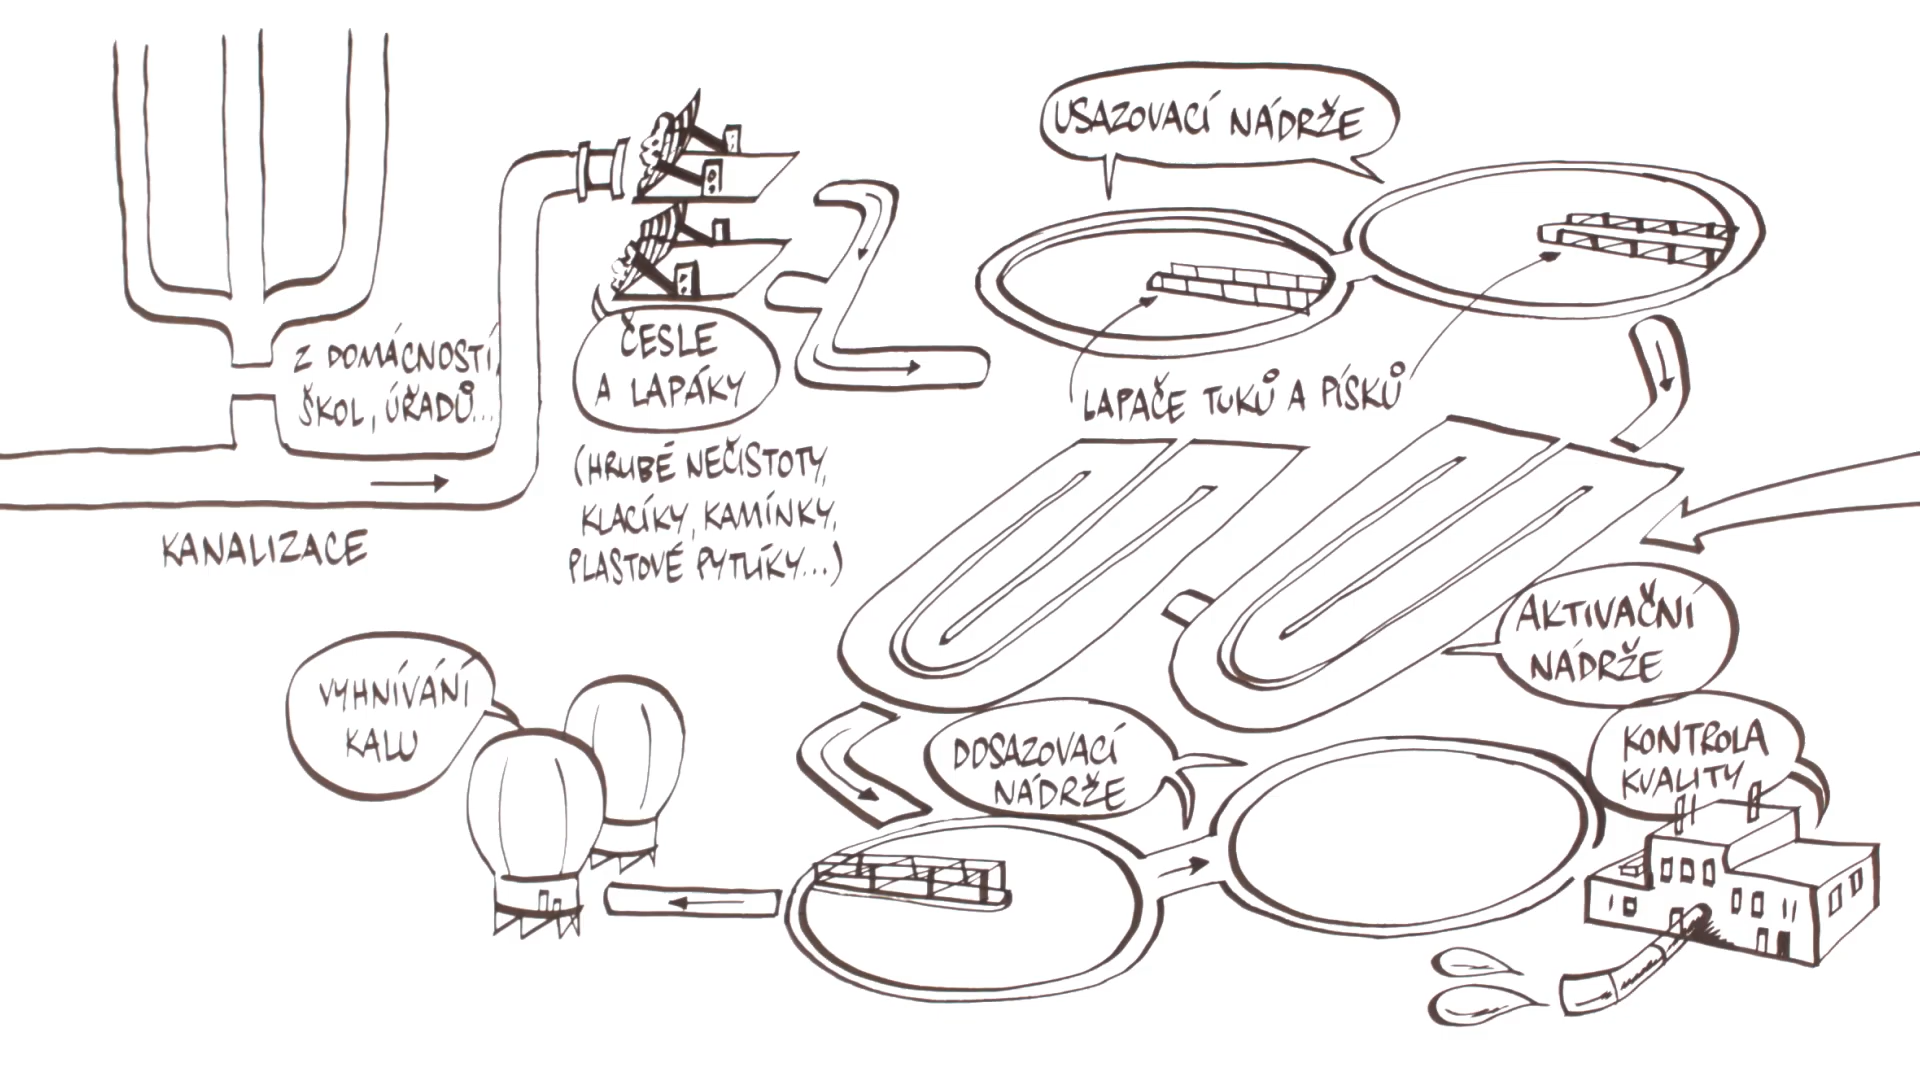 Z DOMÁCNOSTÍ,
ŠKOL, ÚŘADŮ...
KANALIZACE
ČESLE
A LAPÁKY
(HRUBÉ NEČISTOTY,
KLACÍKY, KAMÍNKY,
PLASTOVÉ PYTLÍKY...)
USAZOVACÍ NÁDRŽE
LAPAČE TUKŮ A PÍSKŮ
AKTIVAČNÍ
NÁDRŽE
DOSAZOVACÍ
NÁDRŽE
VYHNÍVÁNÍ
KALU
KONTROLA
KVALITY